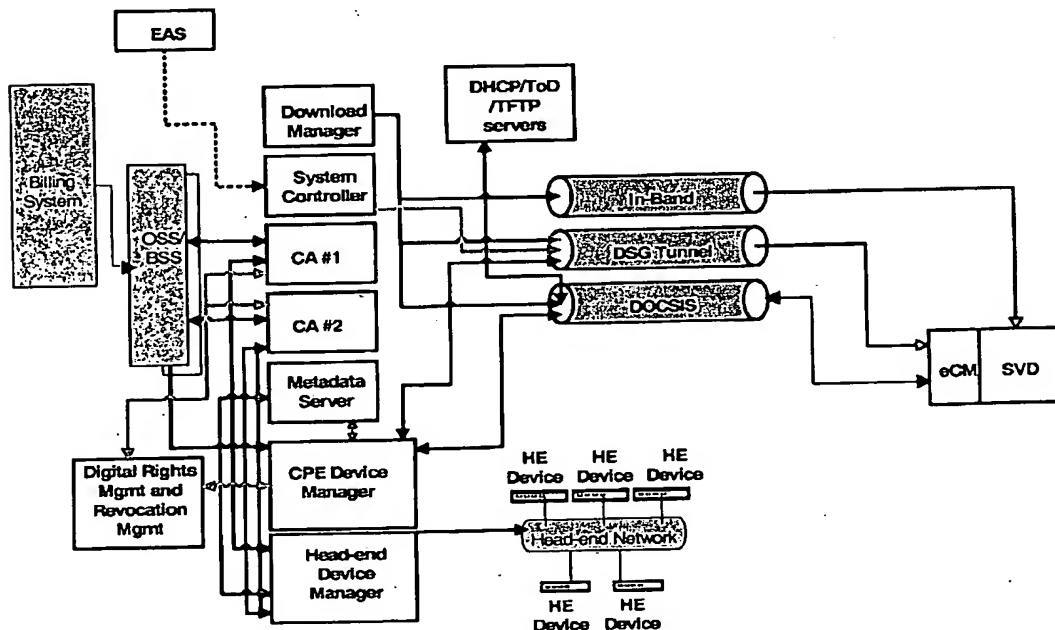 EAS
Billing
System
OSS/
BSS
Download
Manager
System
Controller
CA #1
CA #2
Metadata
Server
CPE Device
Manager
Head-end
Device
Manager
Digital Rights
Mgmt and
Revocation
Mgmt
DHCP/ToD
/TFTP
servers
In-Band
DSG Tunnel
DOCSIS
eCM
SVD
HE
Device
HE
Device
HE
Device
Head-end Network
HE
Device
HE
Device